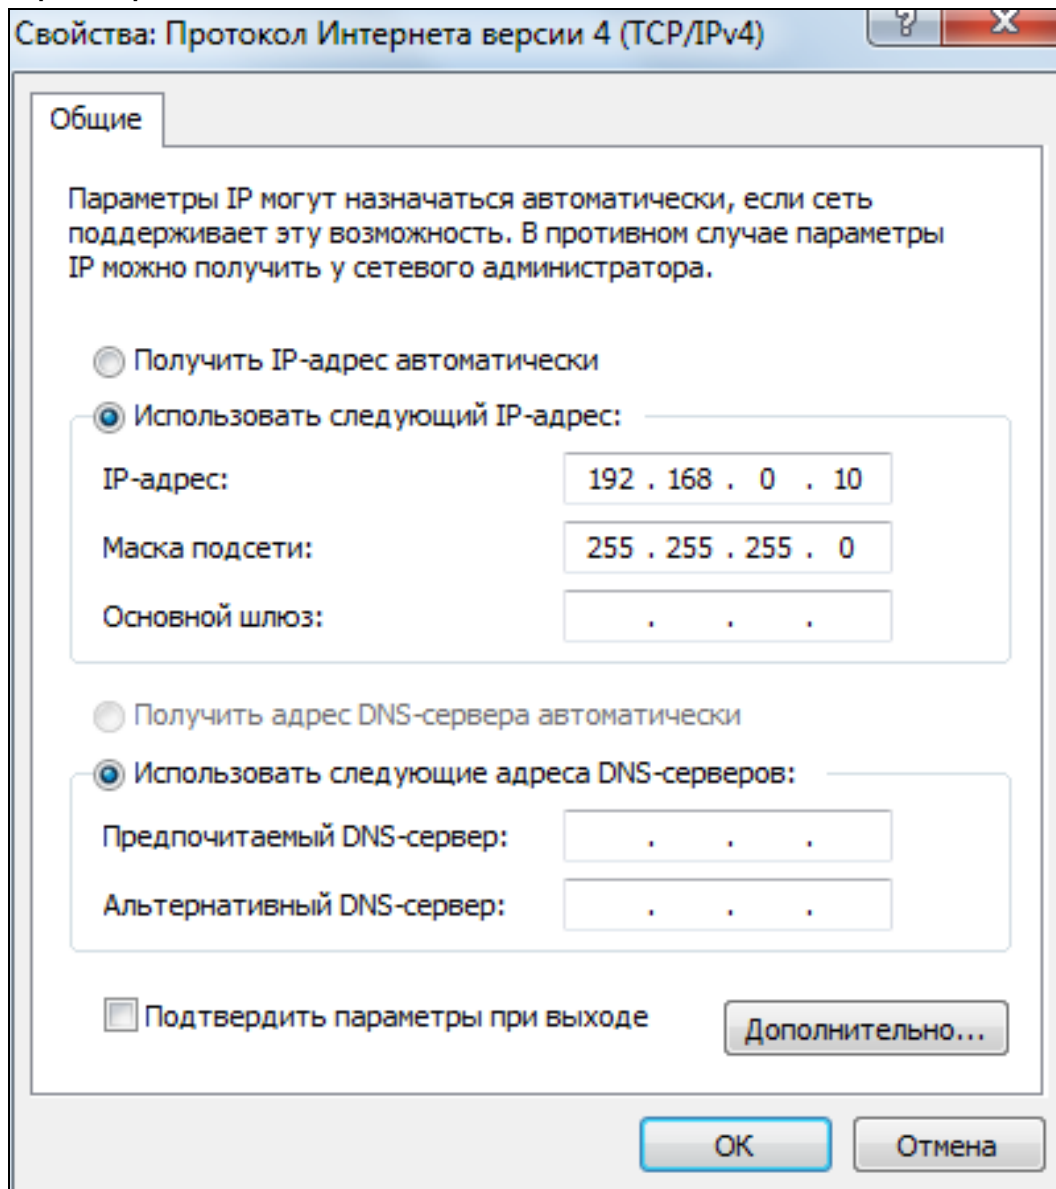 Свойства: Протокол Интернета версии 4 (TCP/IPv4)
?
X
Общие
Параметры IP могут назначаться автоматически, если сеть
поддерживает эту возможность. В противном случае параметры
IP можно получить у сетевого администратора.
Получить IP-адрес автоматически
Использовать следующий IP-адрес:
IP-адрес: 192 . 168 . 0 . 10
Маска подсети: 255 . 255 . 255 . 0
Основной шлюз: . . .
Получить адрес DNS-сервера автоматически
Использовать следующие адреса DNS-серверов:
Предпочитаемый DNS-сервер: . . .
Альтернативный DNS-сервер: . . .
Подтвердить параметры при выходе
Дополнительно...
ОК Отмена